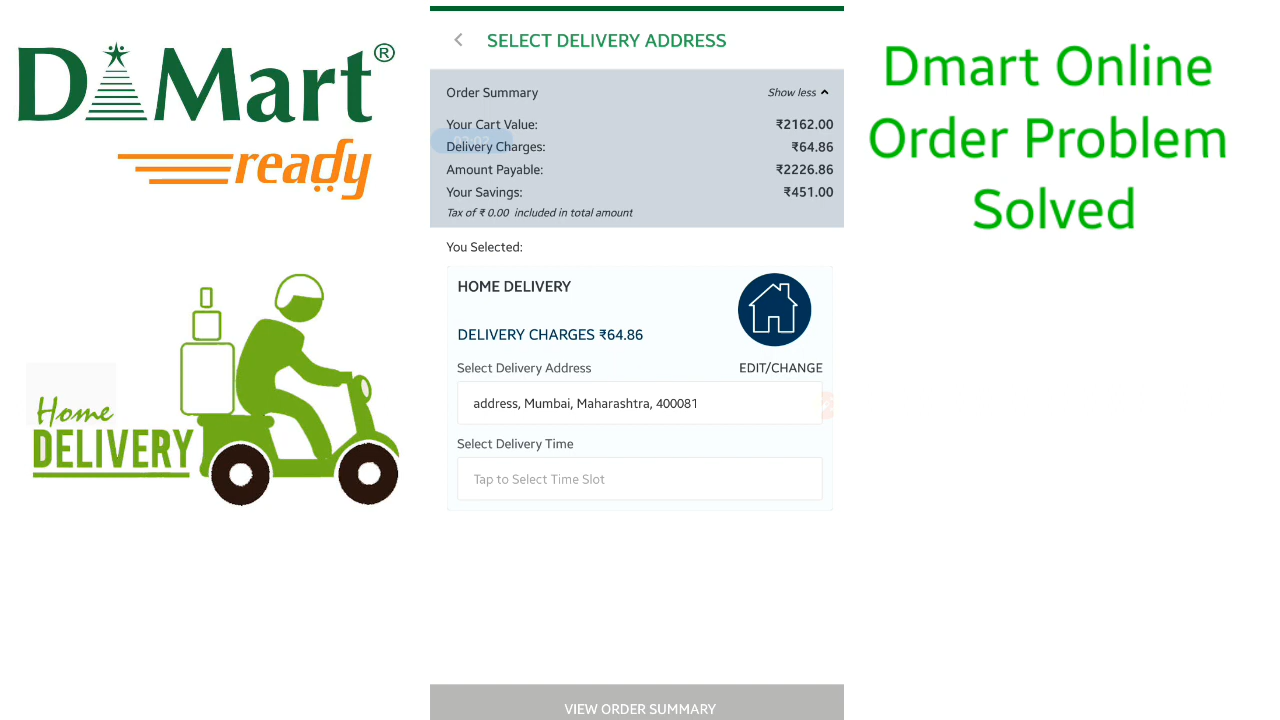 D Mart®
ready
Home
DELIVERY
SELECT DELIVERY ADDRESS
Order Summary Show less
Your Cart Value: ₹2162.00
Delivery Charges: ₹64.86
Amount Payable: ₹2226.86
Your Savings: ₹451.00
Tax of ₹ 0.00 included in total amount
You Selected:
HOME DELIVERY
DELIVERY CHARGES ₹64.86
Select Delivery Address EDIT/CHANGE
address, Mumbai, Maharashtra, 400081
Select Delivery Time
Tap to Select Time Slot
VIEW ORDER SUMMARY
Dmart Online
Order Problem
Solved